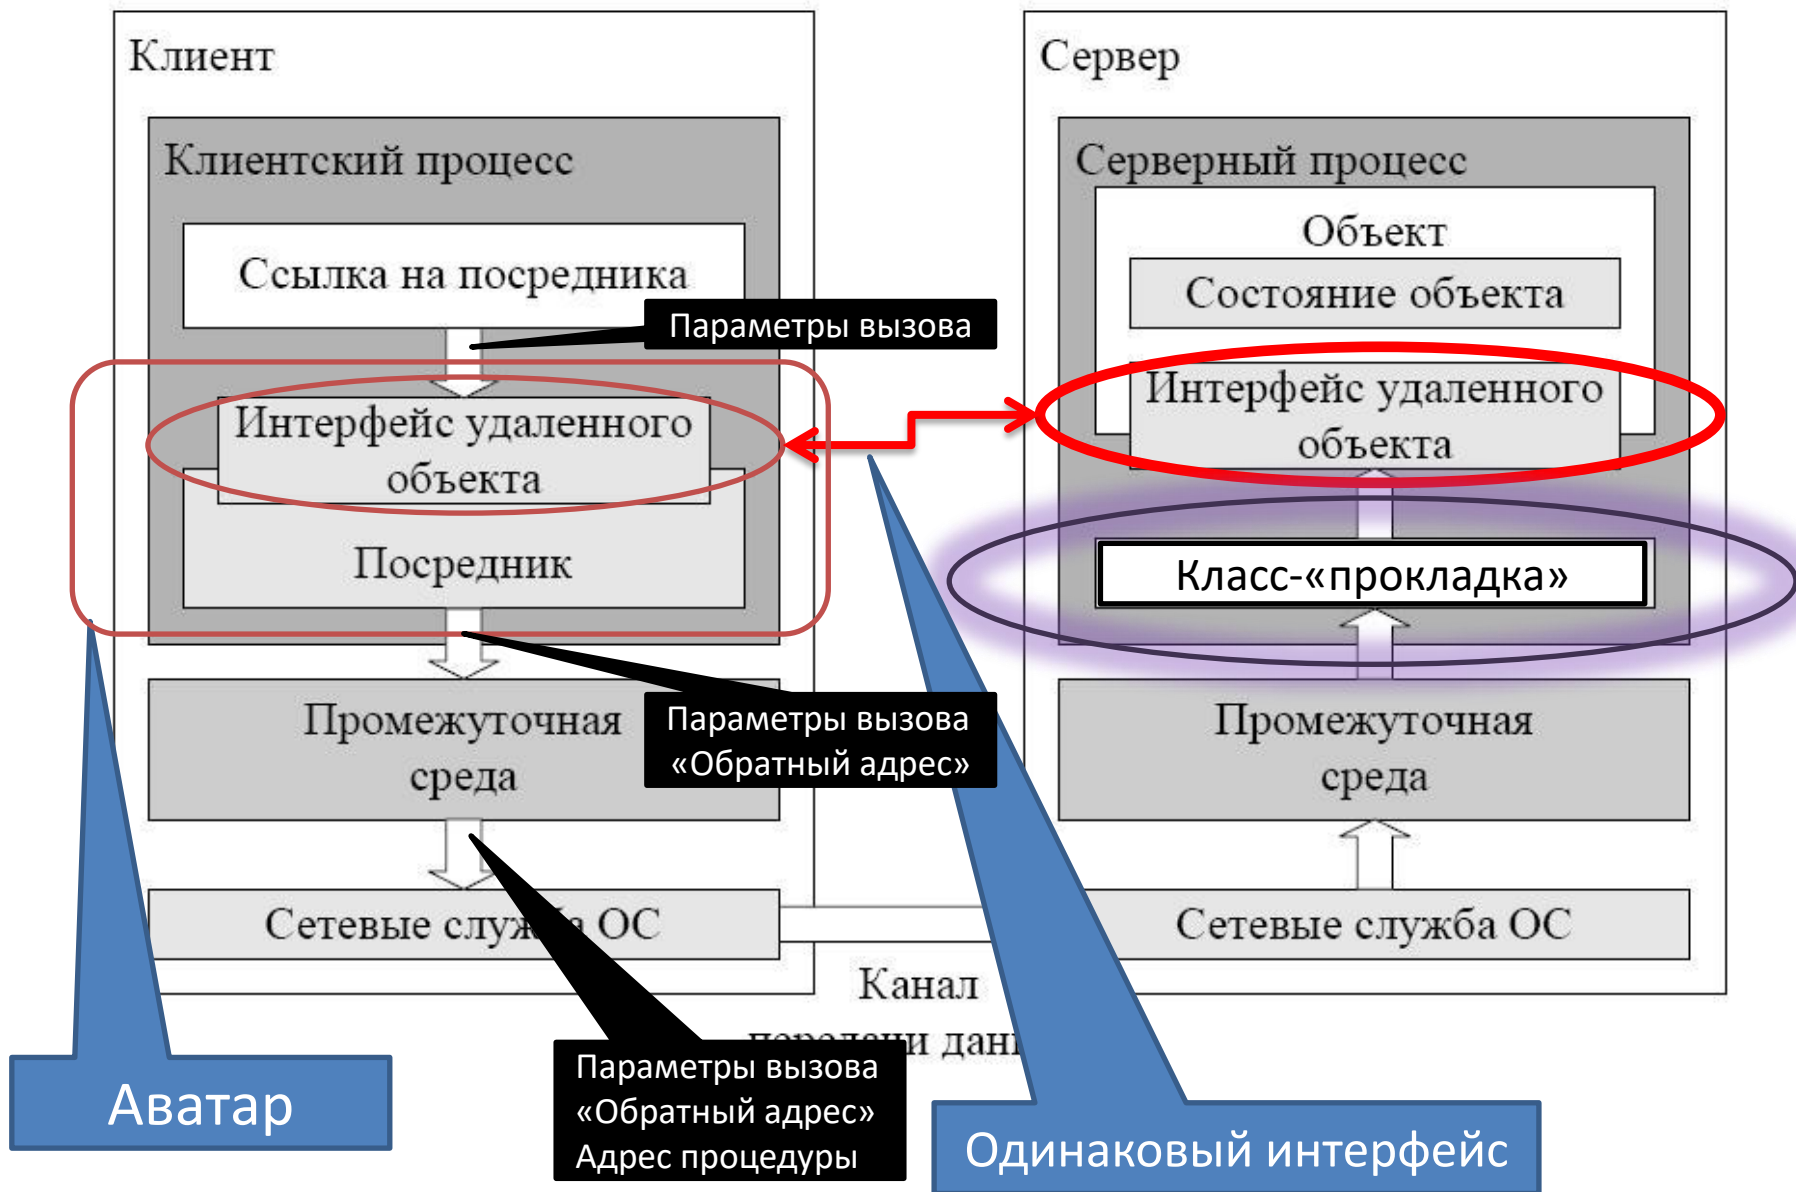 Клиент
Клиентский процесс
Ссылка на посредника
Параметры вызова
Интерфейс удаленного
объекта
Посредник
Параметры вызова
«Обратный адрес»
Промежуточная
среда
Сетевые служба ОС
Параметры вызова
«Обратный адрес»
Адрес процедуры
Аватар
Канал
передачи
Сервер
Серверный процесс
Объект
Состояние объекта
Интерфейс удаленного
объекта
Класс-«прокладка»
Промежуточная
среда
Сетевые служба ОС
Одинаковый интерфейс